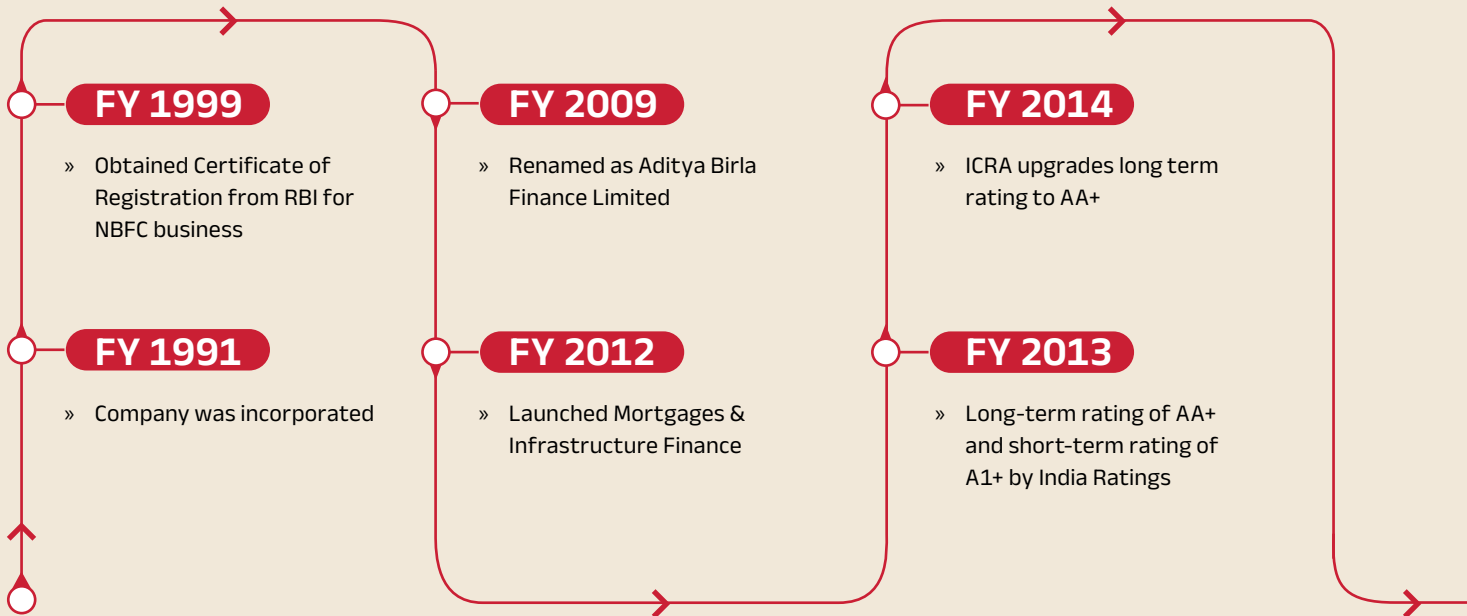 FY 1999
» Obtained Certificate of
Registration from RBI for
NBFC business
FY 1991
» Company was incorporated
FY 2009
» Renamed as Aditya Birla
Finance Limited
FY 2012
» Launched Mortgages &
Infrastructure Finance
FY 2014
» ICRA upgrades long term
rating to AA+
FY 2013
» Long-term rating of AA+
and short-term rating of
A1+ by India Ratings